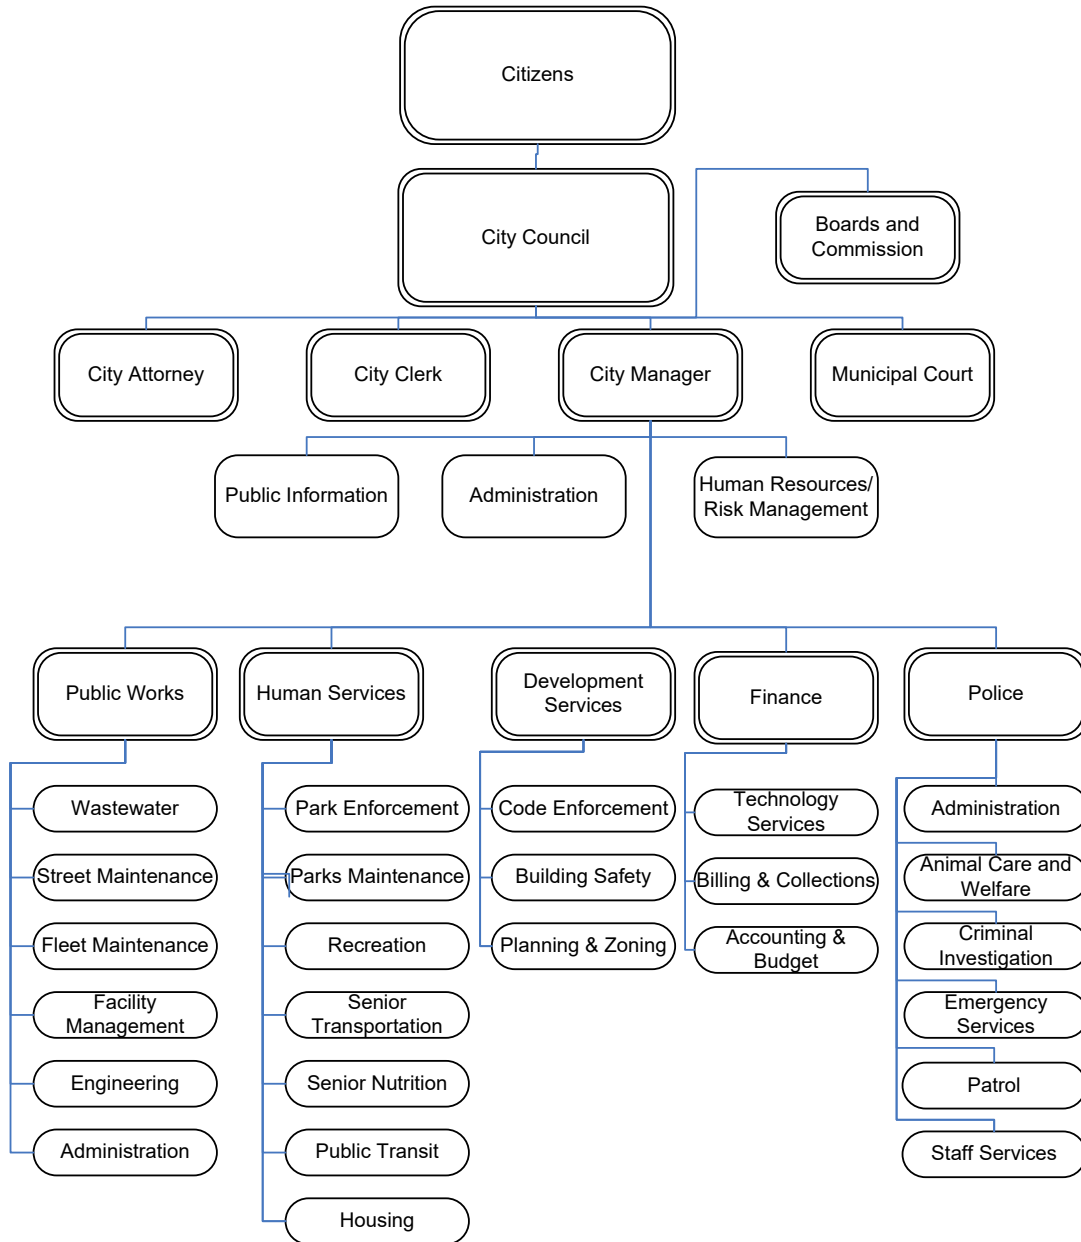 Citizens
City Council
Boards and
Commission
City Attorney
City Clerk
City Manager
Municipal Court
Public Information
Administration
Human Resources/
Risk Management
Public Works
Human Services
Development
Services
Finance
Police
Wastewater
Street Maintenance
Fleet Maintenance
Facility
Management
Engineering
Administration
Park Enforcement
Parks Maintenance
Recreation
Senior
Transportation
Senior Nutrition
Public Transit
Housing
Code Enforcement
Building Safety
Planning & Zoning
Technology
Services
Billing & Collections
Accounting &
Budget
Administration
Animal Care and
Welfare
Criminal
Investigation
Emergency
Services
Patrol
Staff Services